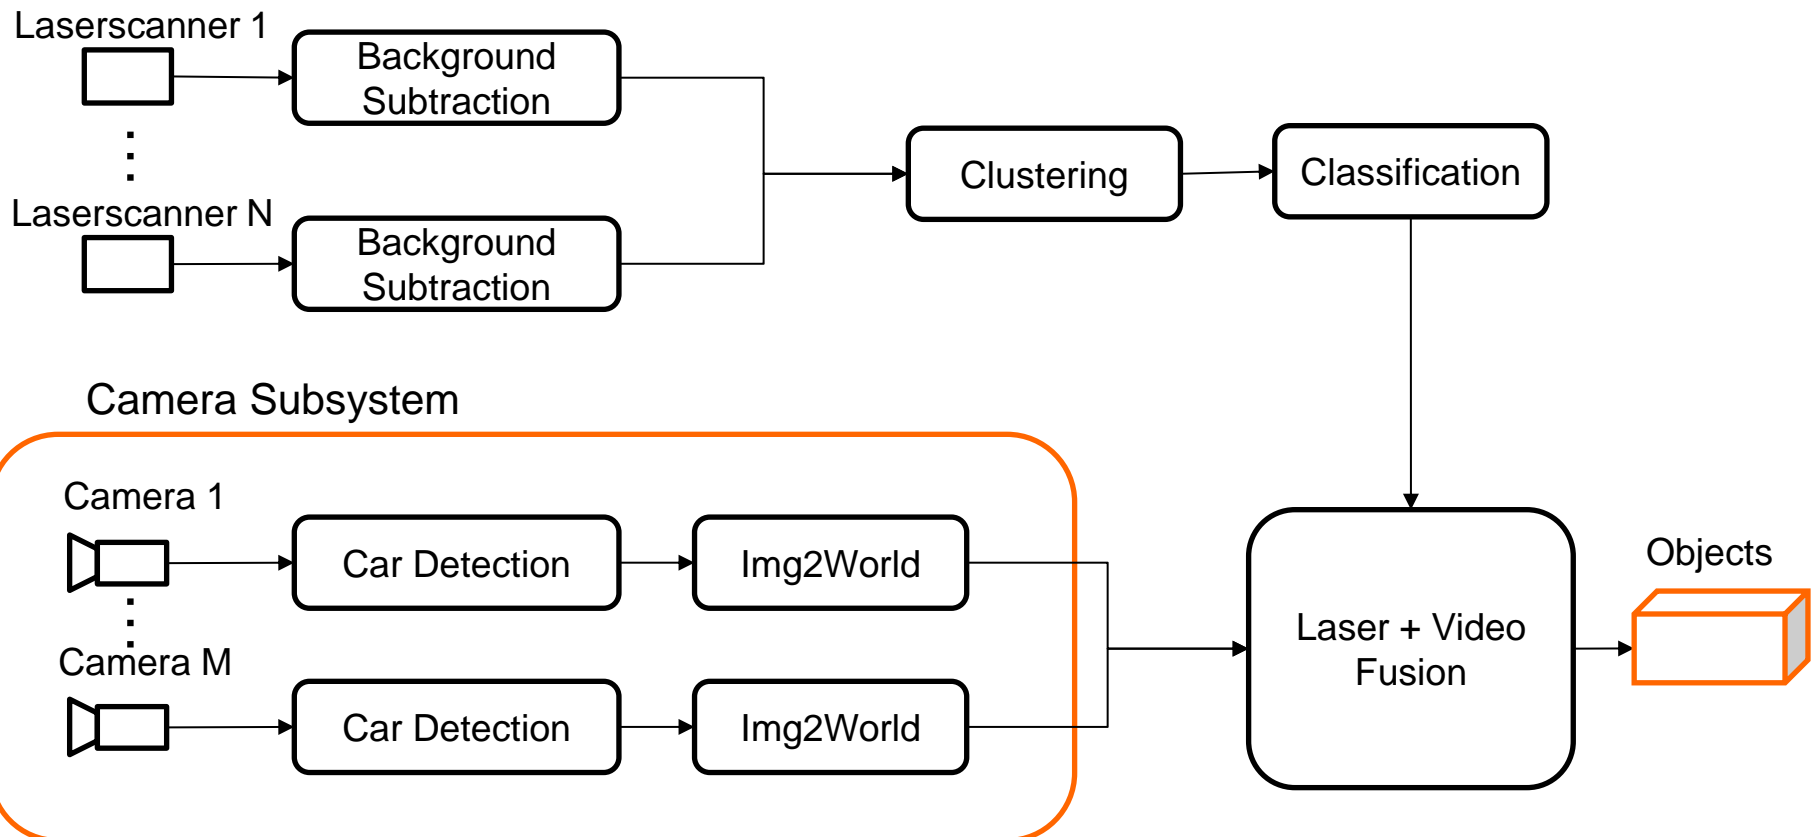 Laserscanner 1
Background
Subtraction
Laserscanner N
Background
Subtraction
Clustering
Classification
Camera Subsystem
Camera 1
Car Detection
Img2World
Camera M
Car Detection
Img2World
Laser + Video
Fusion
Objects